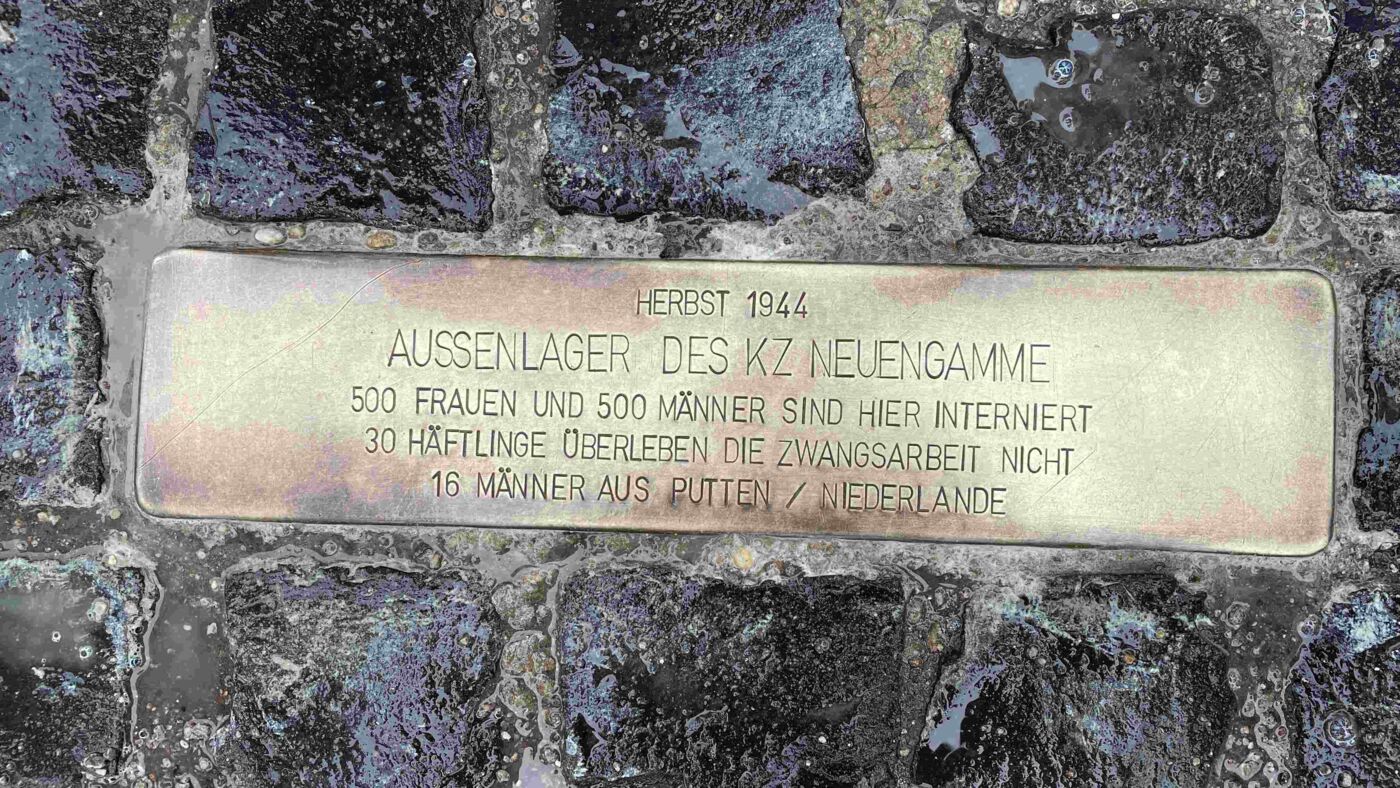 HERBST 1944
AUSSENLAGER DES KZ NEUENGAMME
500 FRAUEN UND 500 MÄNNER SIND HIER INTERNIERT
30 HÄFTLINGE ÜBERLEBEN DIE ZWANGSARBEIT NICHT
16 MÄNNER AUS PUTTEN / NIEDERLANDE